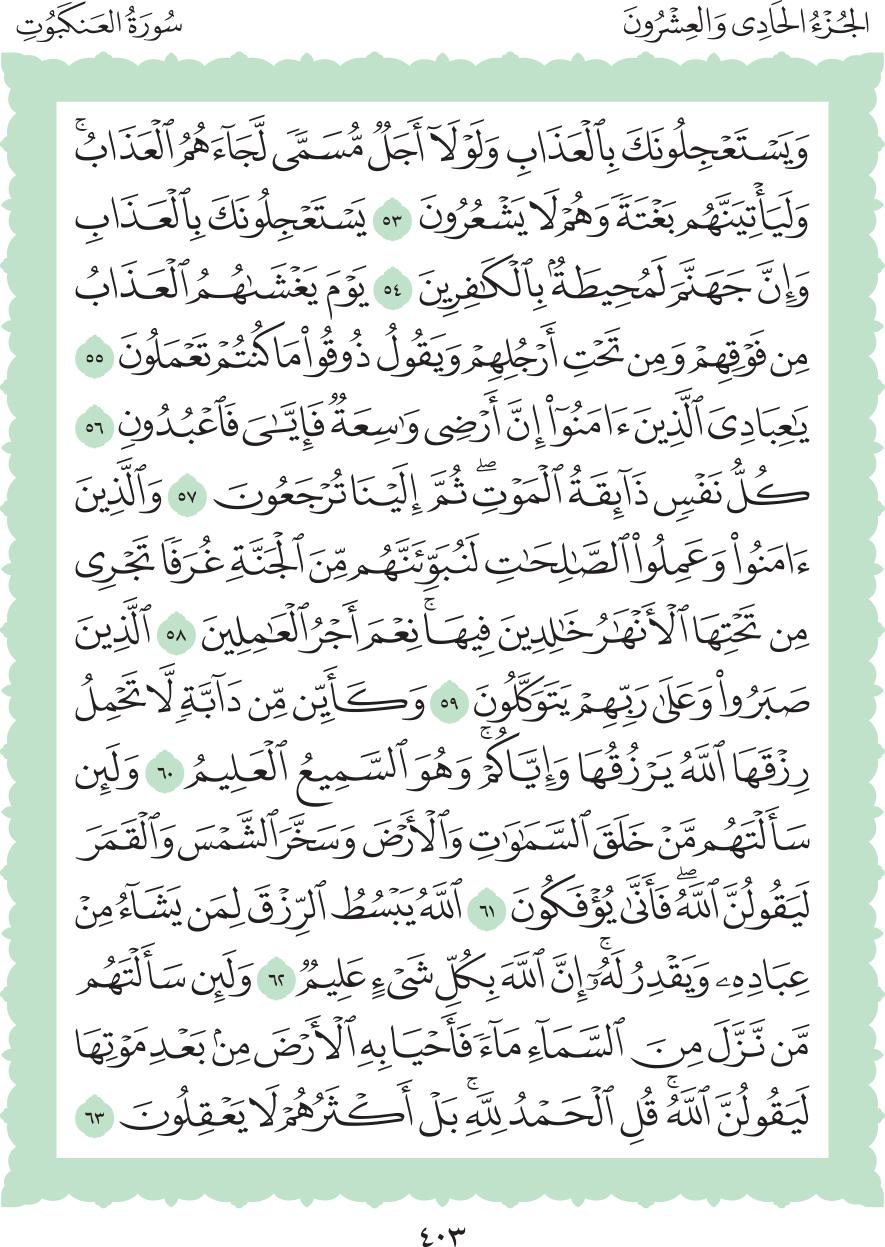 الجُزْءُ الحَادِى وَالعِشْرُونَ
سُورَةُ العَنكَبُوتِ
وَيَسْتَعْجِلُونَكَ بِٱلْعَذَابِ وَلَوْلَآ أَجَلٌ مُّسَمًّى لَّجَآءَهُمُ ٱلْعَذَابُۚ
وَلَيَأْتِيَنَّهُم بَغْتَةً وَهُمْ لَا يَشْعُرُونَ ٥٣ يَسْتَعْجِلُونَكَ بِٱلْعَذَابِ
وَإِنَّ جَهَنَّمَ لَمُحِيطَةٌۢ بِٱلْكَٰفِرِينَ ٥٤ يَوْمَ يَغْشَىٰهُمُ ٱلْعَذَابُ
مِن فَوْقِهِمْ وَمِن تَحْتِ أَرْجُلِهِمْ وَيَقُولُ ذُوقُوا۟ مَا كُنتُمْ تَعْمَلُونَ ٥٥
يَٰعِبَادِىَ ٱلَّذِينَ ءَامَنُوٓا۟ إِنَّ أَرْضِى وَٰسِعَةٌ فَإِيَّٰىَ فَٱعْبُدُونِ ٥٦
كُلُّ نَفْسٍ ذَآئِقَةُ ٱلْمَوْتِۖ ثُمَّ إِلَيْنَا تُرْجَعُونَ ٥٧ وَٱلَّذِينَ
ءَامَنُوا۟ وَعَمِلُوا۟ ٱلصَّٰلِحَٰتِ لَنُبَوِّئَنَّهُم مِّنَ ٱلْجَنَّةِ غُرَفًا تَجْرِى
مِن تَحْتِهَا ٱلْأَنْهَٰرُ خَٰلِدِينَ فِيهَاۚ نِعْمَ أَجْرُ ٱلْعَٰمِلِينَ ٥٨ ٱلَّذِينَ
صَبَرُوا۟ وَعَلَىٰ رَبِّهِمْ يَتَوَكَّلُونَ ٥٩ وَكَأَيِّن مِّن دَآبَّةٍ لَّا تَحْمِلُ
رِزْقَهَا ٱللَّهُ يَرْزُقُهَا وَإِيَّاكُمْۚ وَهُوَ ٱلسَّمِيعُ ٱلْعَلِيمُ ٦٠ وَلَئِن
سَأَلْتَهُم مَّنْ خَلَقَ ٱلسَّمَٰوَٰتِ وَٱلْأَرْضَ وَسَخَّرَ ٱلشَّمْسَ وَٱلْقَمَرَ
لَيَقُولُنَّ ٱللَّهُۖ فَأَنَّىٰ يُؤْفَكُونَ ٦١ ٱللَّهُ يَبْسُطُ ٱلرِّزْقَ لِمَن يَشَآءُ مِنْ
عِبَادِهِۦ وَيَقْدِرُ لَهُۥٓۚ إِنَّ ٱللَّهَ بِكُلِّ شَىْءٍ عَلِيمٌ ٦٢ وَلَئِن سَأَلْتَهُم
مَّن نَّزَّلَ مِنَ ٱلسَّمَآءِ مَآءً فَأَحْيَا بِهِ ٱلْأَرْضَ مِنۢ بَعْدِ مَوْتِهَا
لَيَقُولُنَّ ٱللَّهُۚ قُلِ ٱلْحَمْدُ لِلَّهِۚ بَلْ أَكْثَرُهُمْ لَا يَعْقِلُونَ ٦٣
٤٠٣